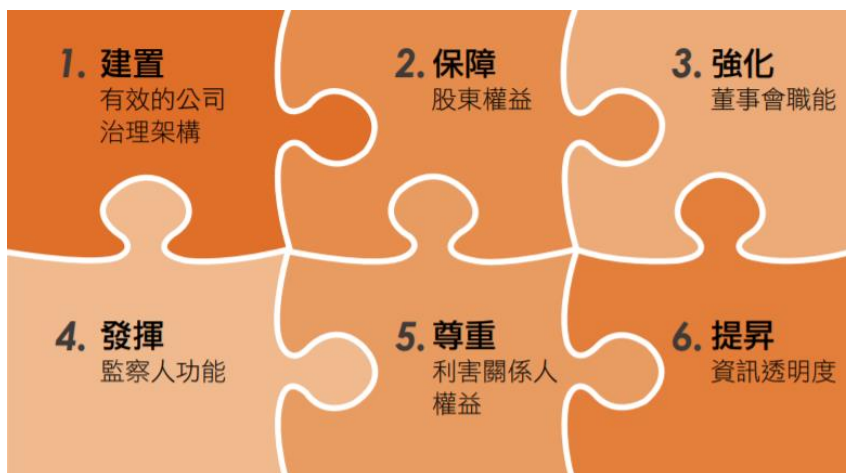 1. 建置
有效的公司
治理架構
2. 保障
股東權益
3. 強化
董事會職能
4. 發揮
監察人功能
5. 尊重
利害關係人
權益
6. 提昇
資訊透明度